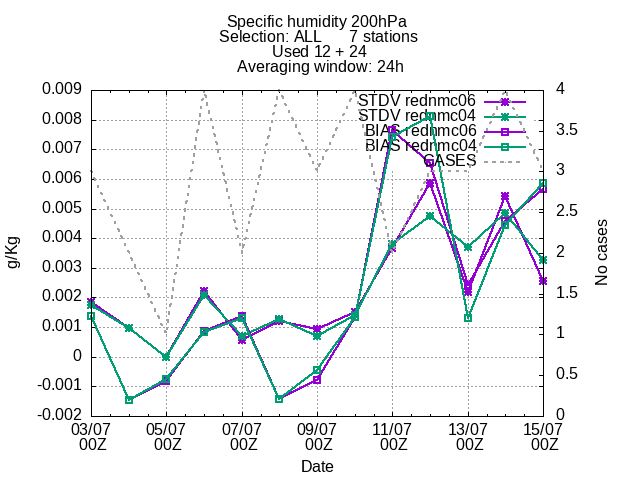 Specific humidity 200hPa
Selection: ALL 7 stations
Used 12 + 24
Averaging window: 24h
0.009
0.008
0.007
0.006
0.005
0.004
0.003
0.002
0.001
0
-0.001
-0.002
g/Kg
STDV rednmc06
STDV rednmc04
BIAS rednmc06
BIAS rednmc04
CASES
4
3.5
3
2.5
2
1.5
1
0.5
0
No cases
03/07 05/07 07/07 09/07 11/07 13/07 15/07
00Z 00Z 00Z 00Z 00Z 00Z 00Z
Date